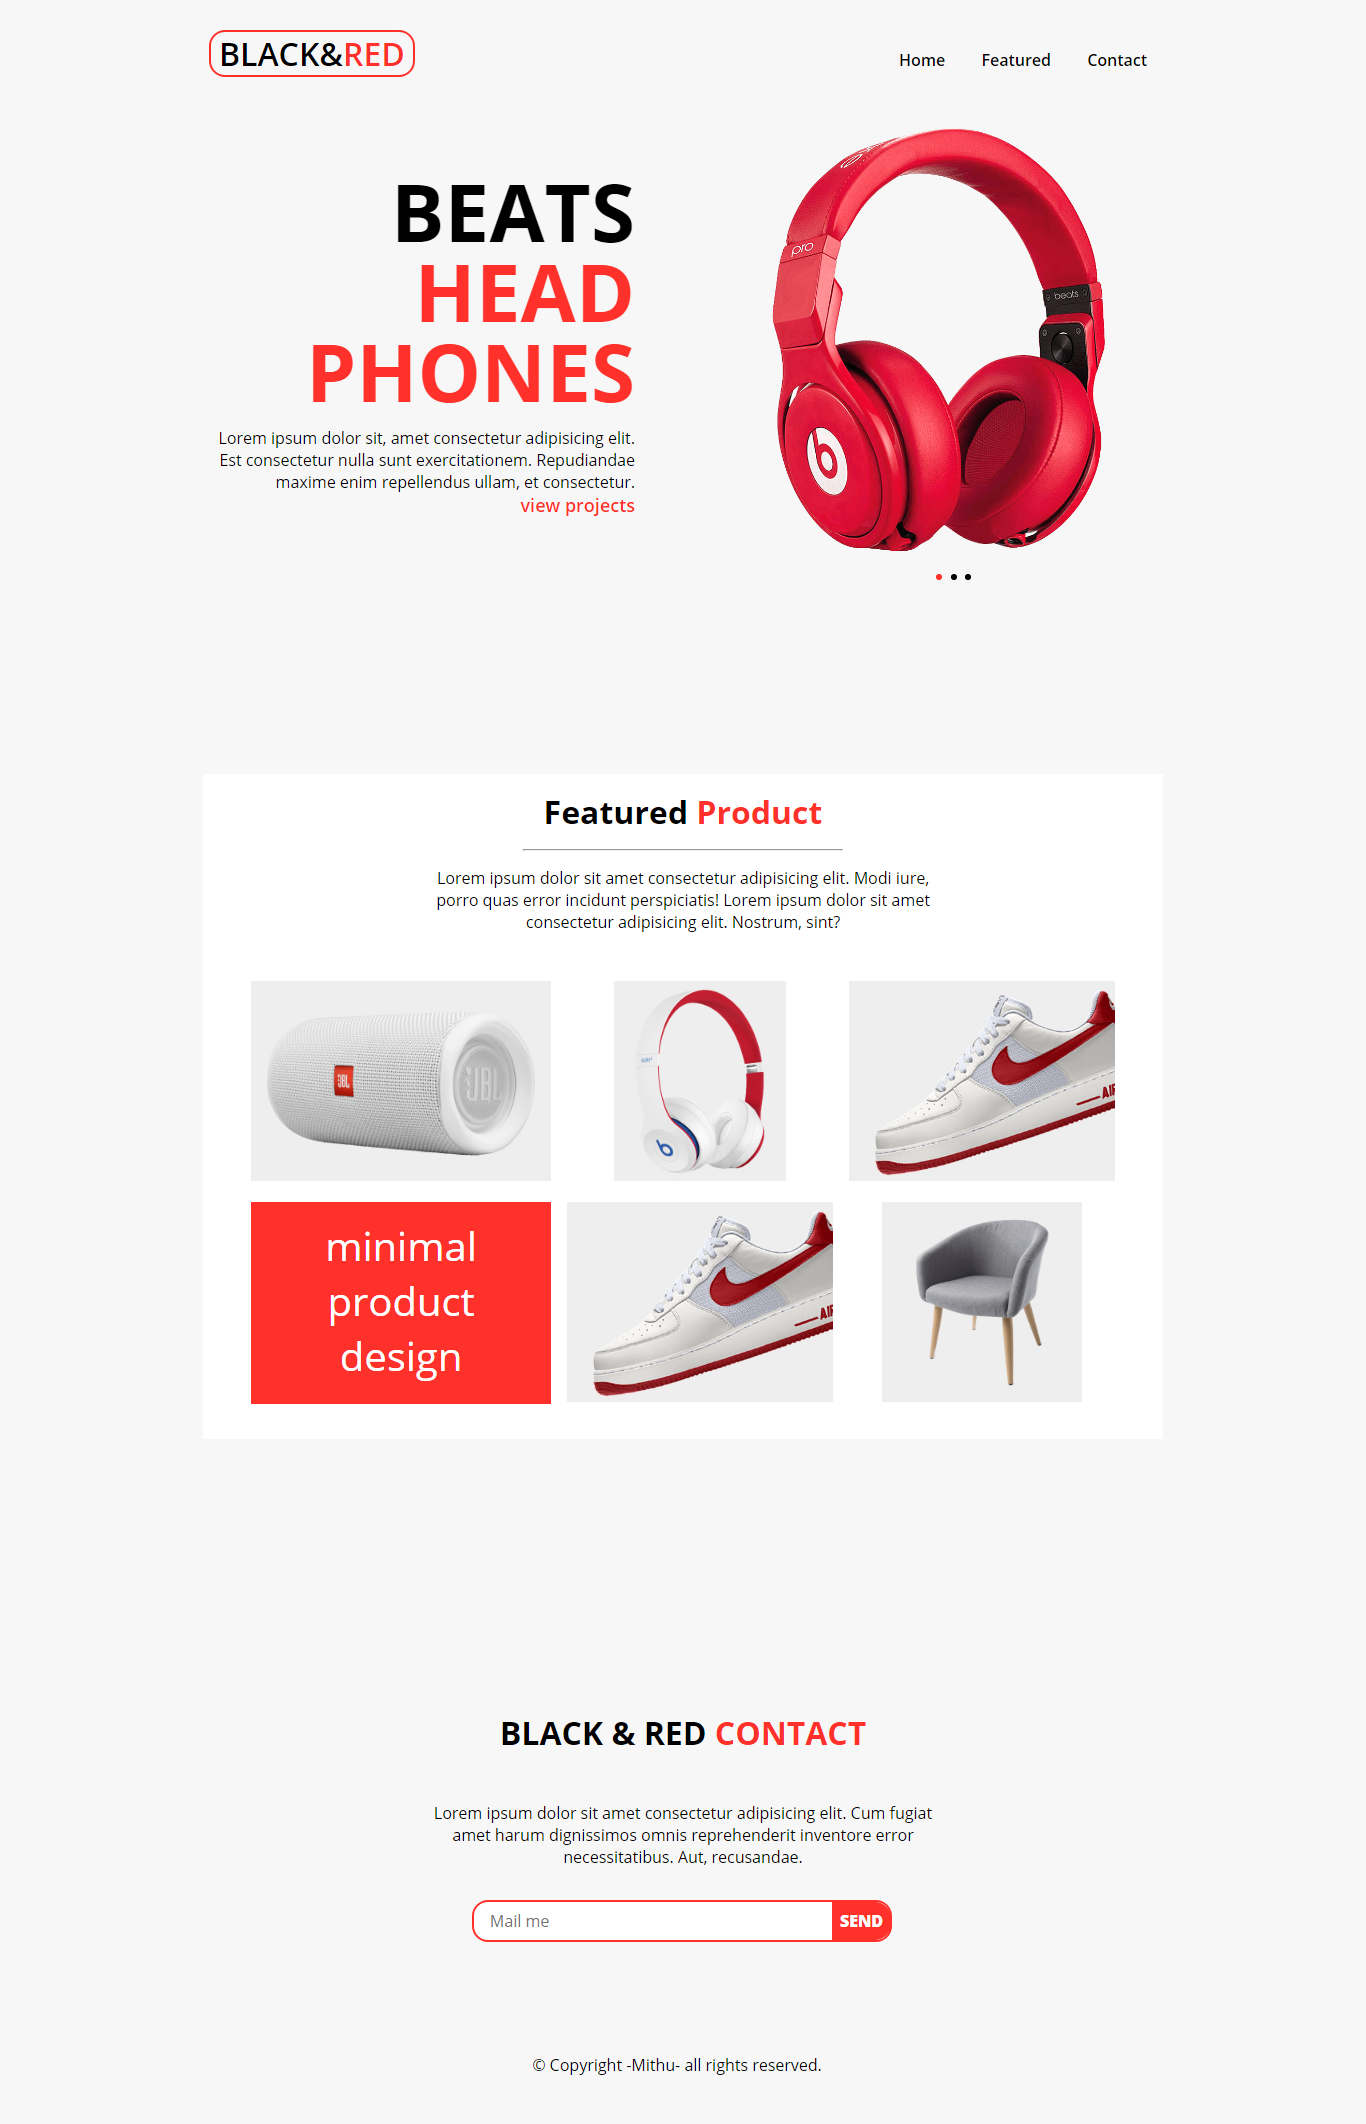 BLACK&RED
Home Featured Contact
BEATS
HEAD
PHONES
Lorem ipsum dolor sit, amet consectetur adipisicing elit.
Est consectetur nulla sunt exercitationem. Repudiandae
maxime enim repellendus ullam, et consectetur.
view projects
pro
beats
Featured Product
Lorem ipsum dolor sit amet consectetur adipisicing elit. Modi iure,
porro quas error incidunt perspiciatis! Lorem ipsum dolor sit amet
consectetur adipisicing elit. Nostrum, sint?
JBL
JBL
AIR
minimal
product
design
AIR
BLACK & RED CONTACT
Lorem ipsum dolor sit amet consectetur adipisicing elit. Cum fugiat
amet harum dignissimos omnis reprehenderit inventore error
necessitatibus. Aut, recusandae.
Mail me
SEND
© Copyright -Mithu- all rights reserved.